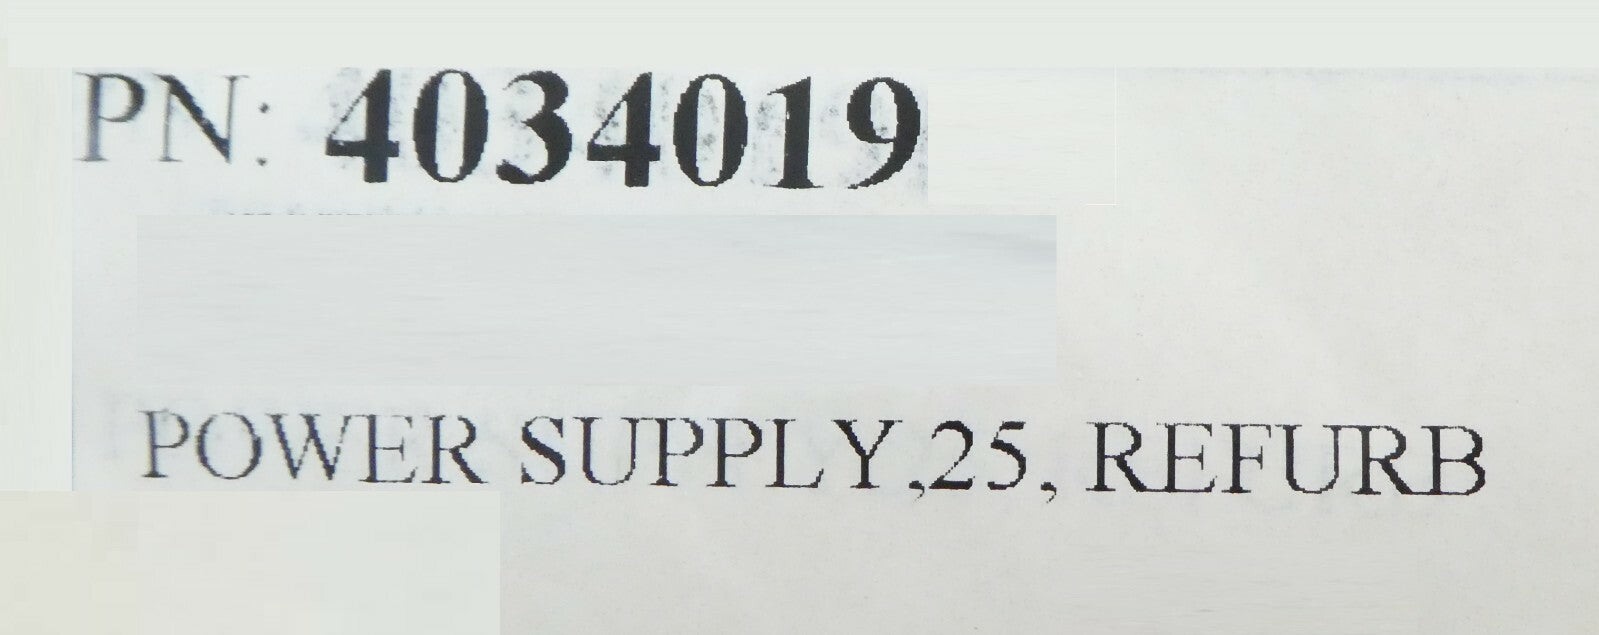 PN: 4034019
POWER SUPPLY,25, REFURB